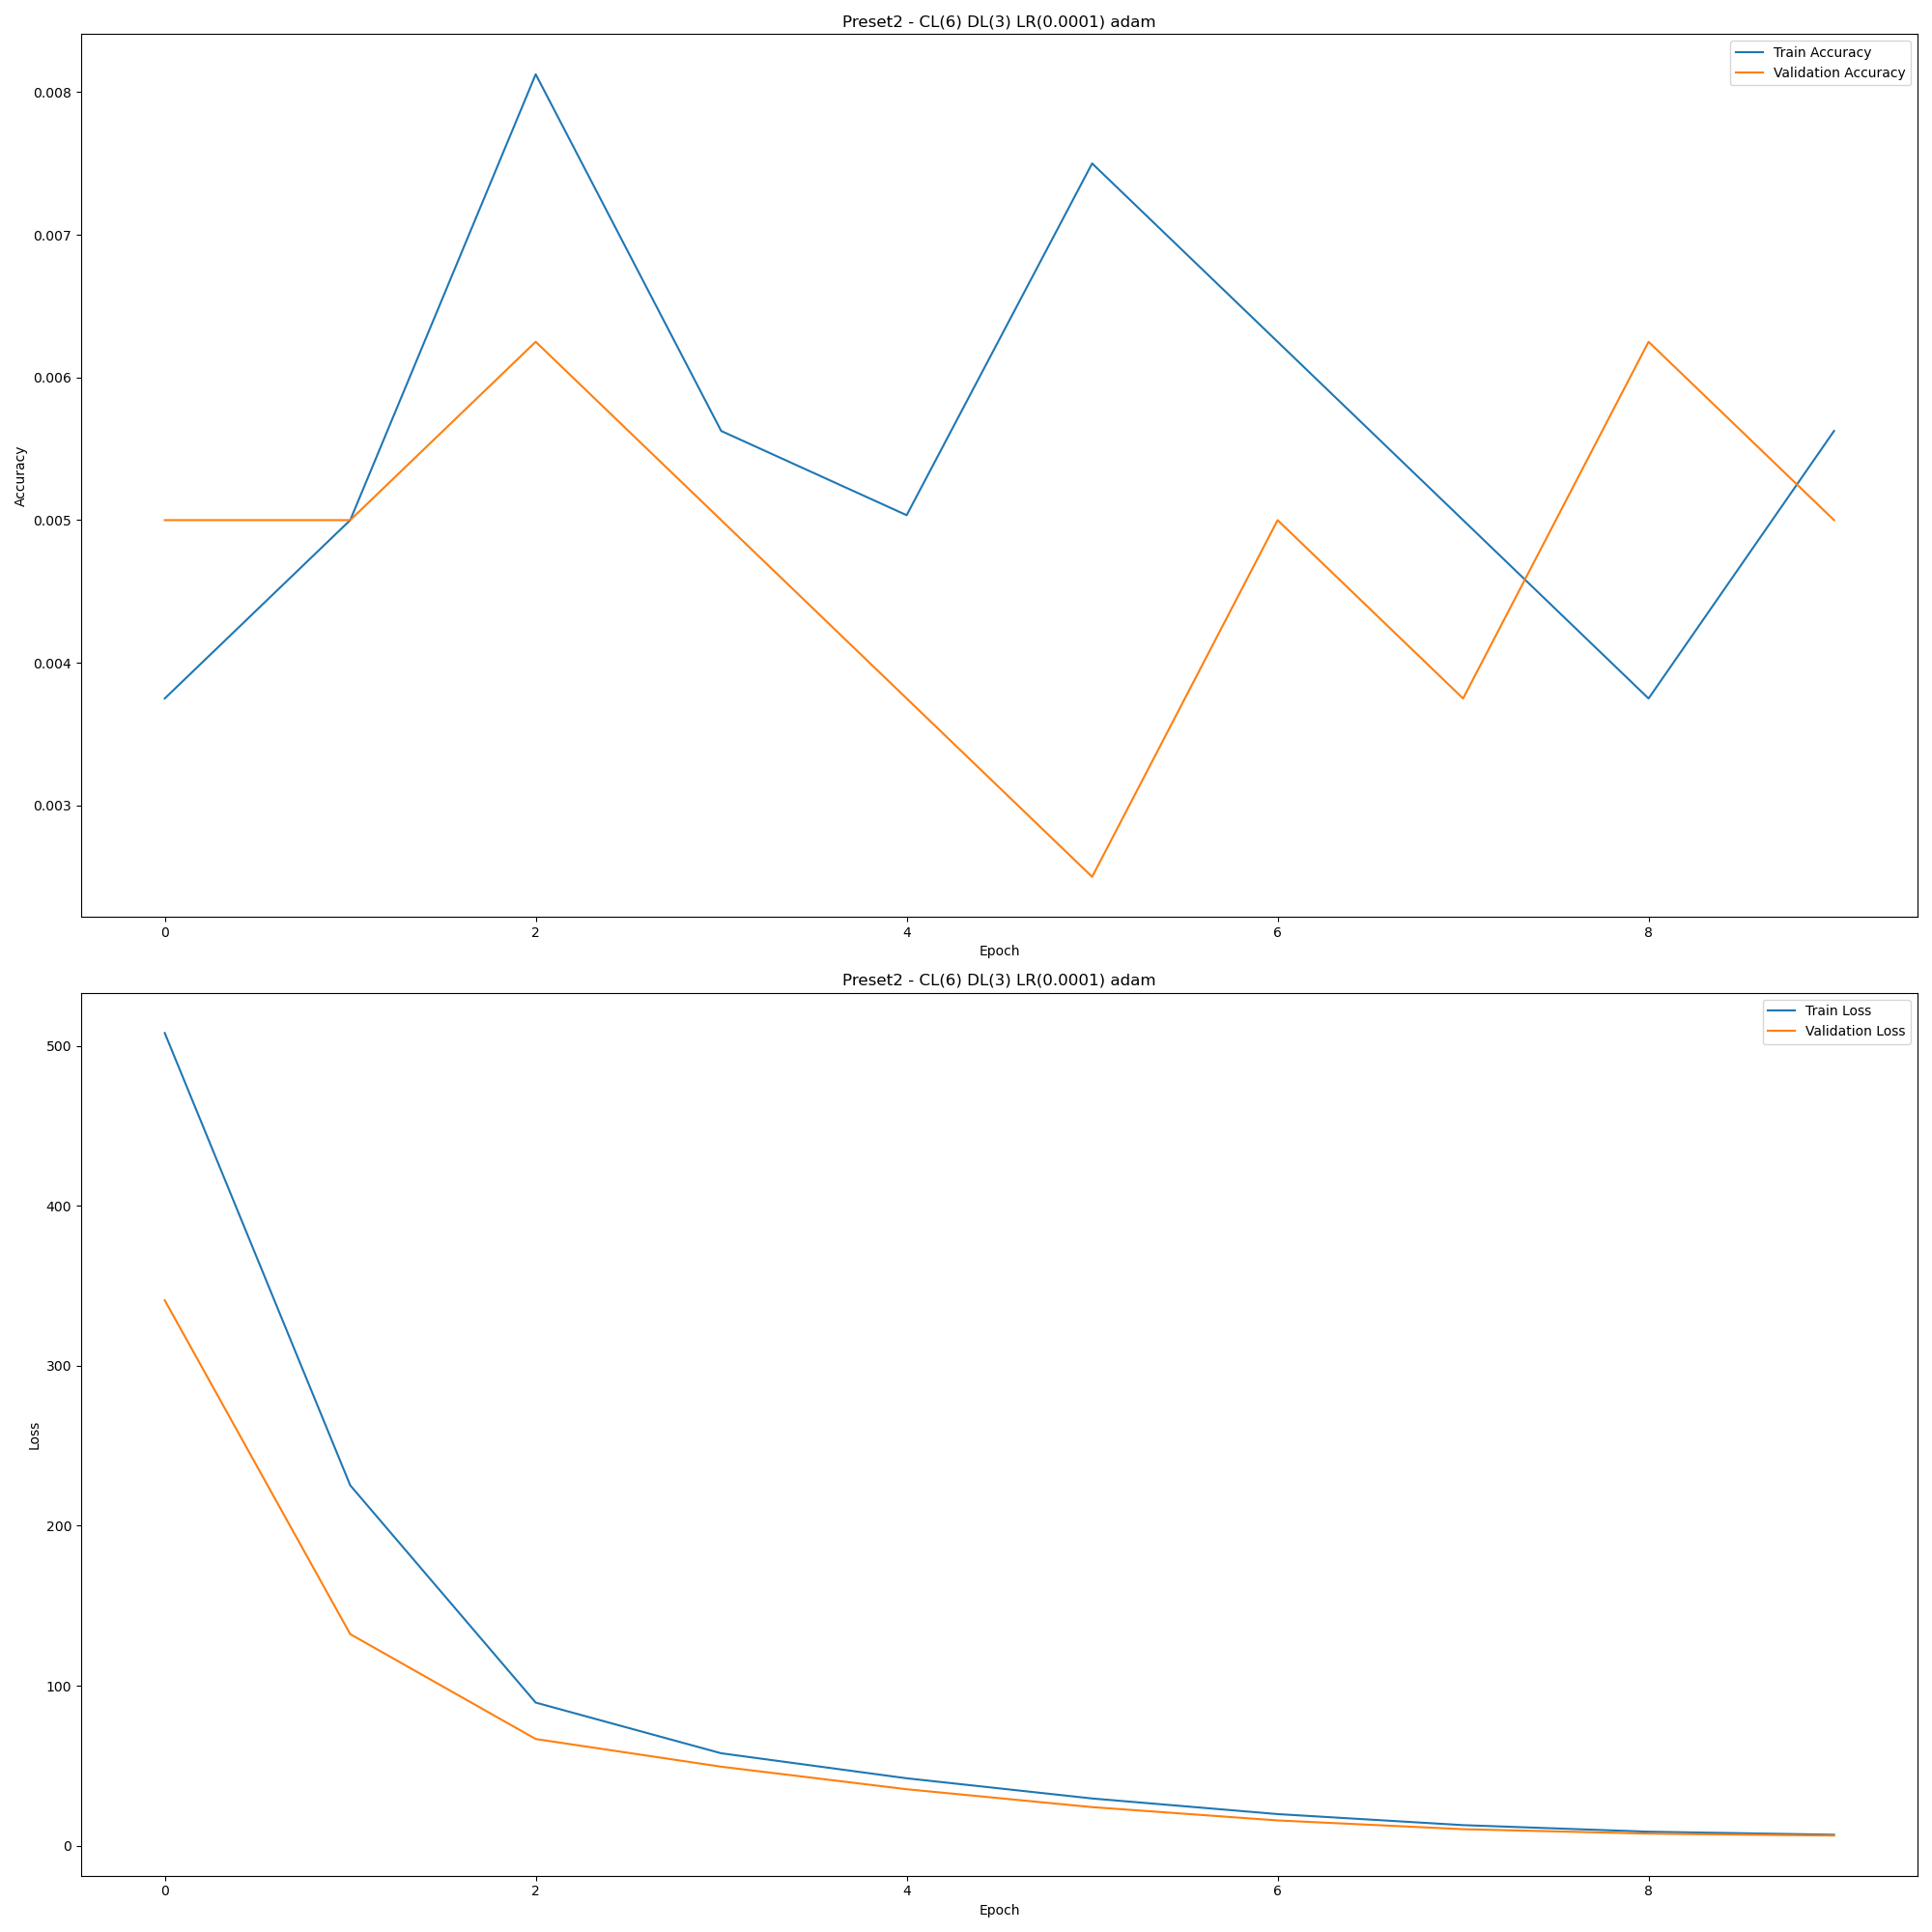 Preset2 - CL(6) DL(3) LR(0.0001) adam
Train Accuracy
Validation Accuracy
0.008
0.007
0.006
0.005
0.004
0.003
Accuracy
0 2 4 6 8
Epoch
Preset2 - CL(6) DL(3) LR(0.0001) adam
Train Loss
Validation Loss
500
400
300
200
100
0
Loss
0 2 4 6 8
Epoch